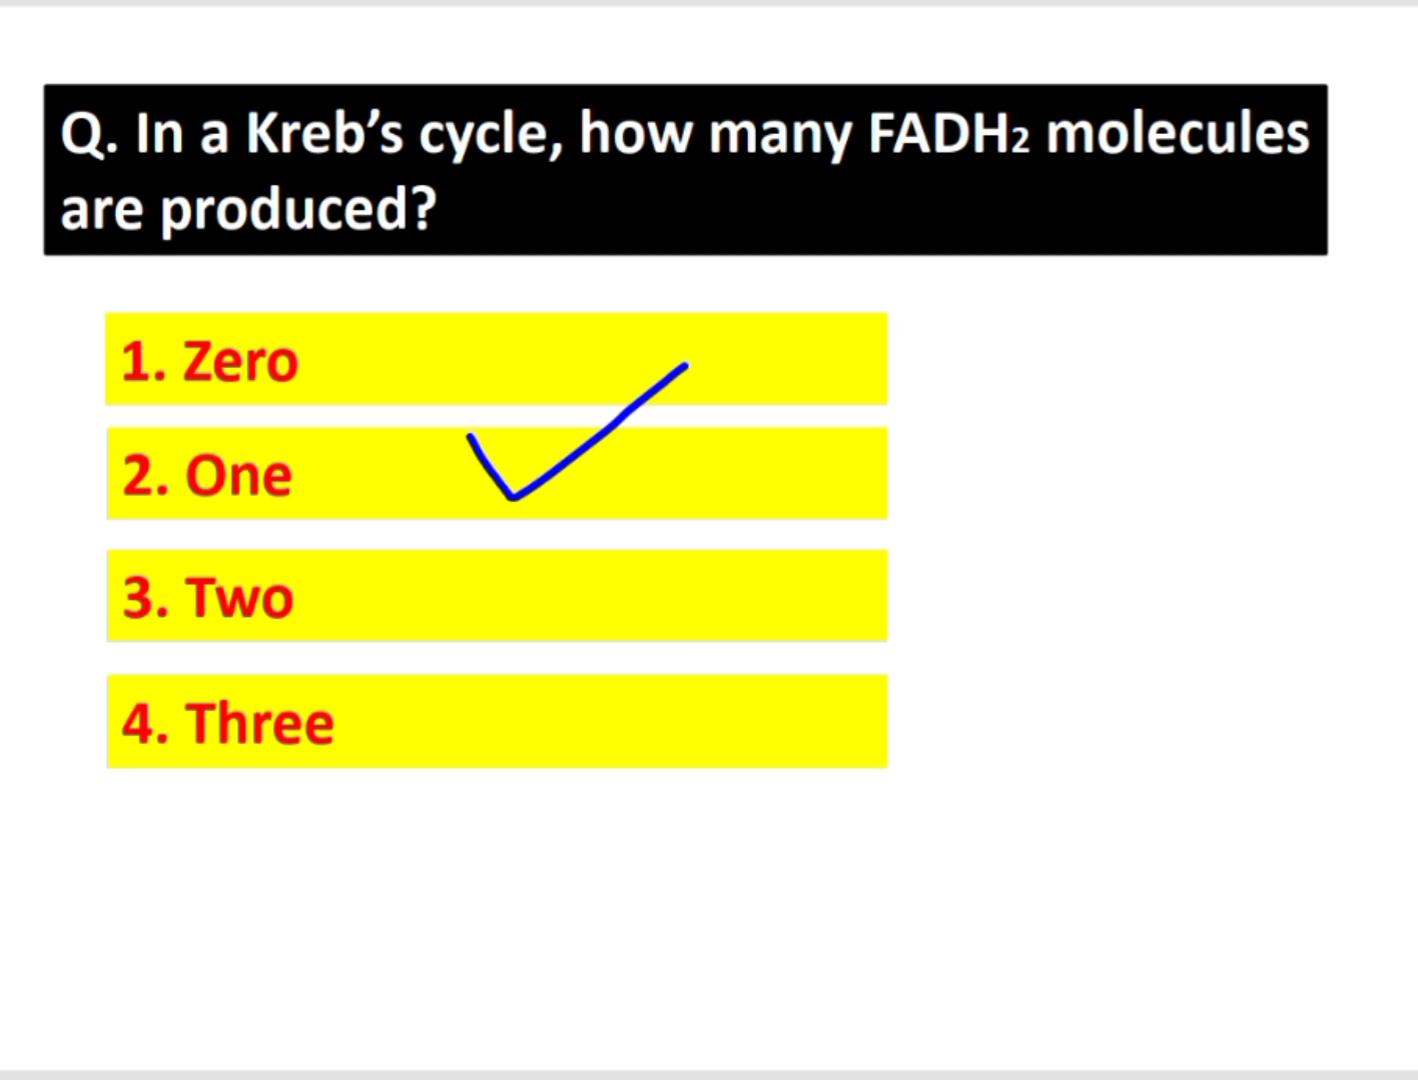 Q. In a Kreb’s cycle, how many FADH₂ molecules
are produced?
1. Zero
2. One
3. Two
4. Three